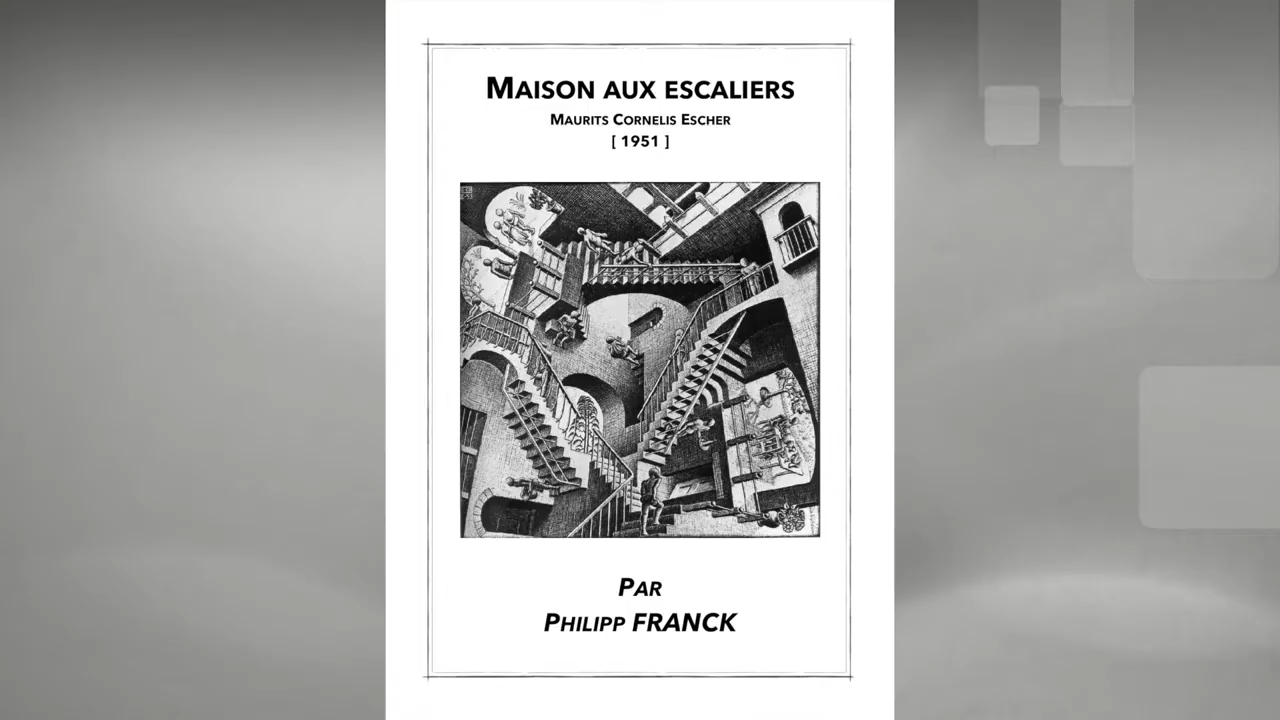 MAISON AUX ESCALIERS
MAURITS CORNELIS ESCHER
[ 1951 ]
PAR
PHILIPP FRANCK